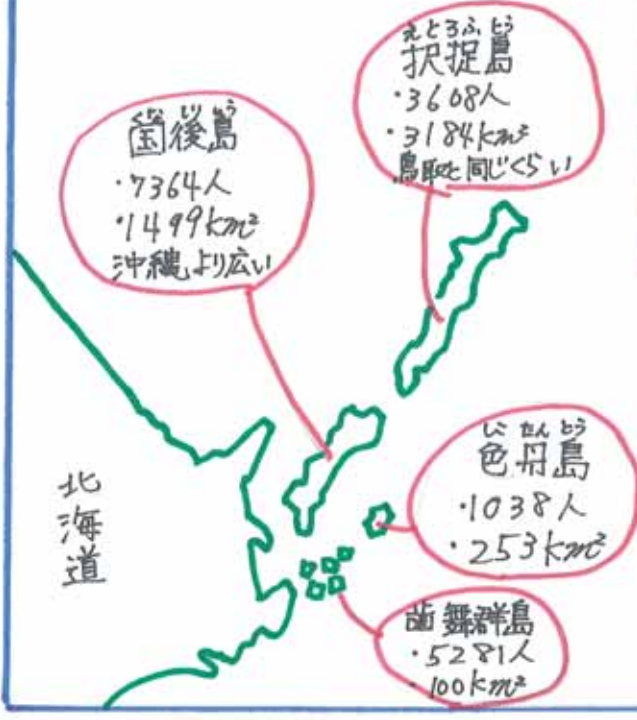 えとろふとう
択捉島
・3608人
・3184km²
鳥取と同じくらい
くなしりとう
国後島
・7364人
・1499km²
沖縄より広い
しこたんとう
色丹島
・1038人
・253km²
歯舞群島
・5281人
・100km²
北海道